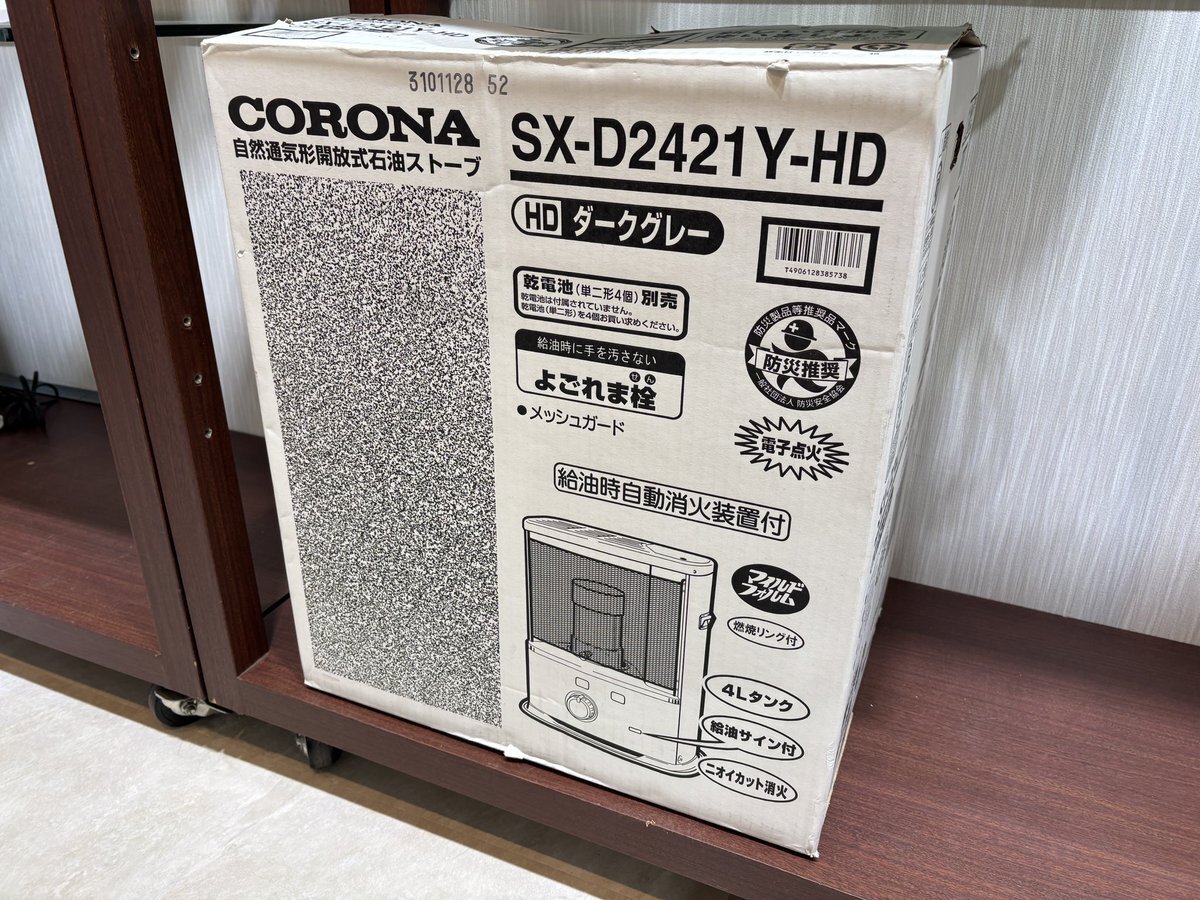 SX-D2421Y-HD
3101128 52
CORONA
自然通気形開放式石油ストーブ
SX-D2421Y-HD
HD ダークグレー
T4906128385738
乾電池(単二形4個)別売
乾電池は付属されていません。
乾電池(単二形)を4個お買い求めください。
防災製品等推奨品マーク
防災推奨
一般社団法人 防災安全協会
給油時に手を汚さない
よごれま栓
せん
●メッシュガード
電子点火
給油時自動消火装置付
マイルド
フォルム
燃焼リング付
4Lタンク
給油サイン付
ニオイカット消火